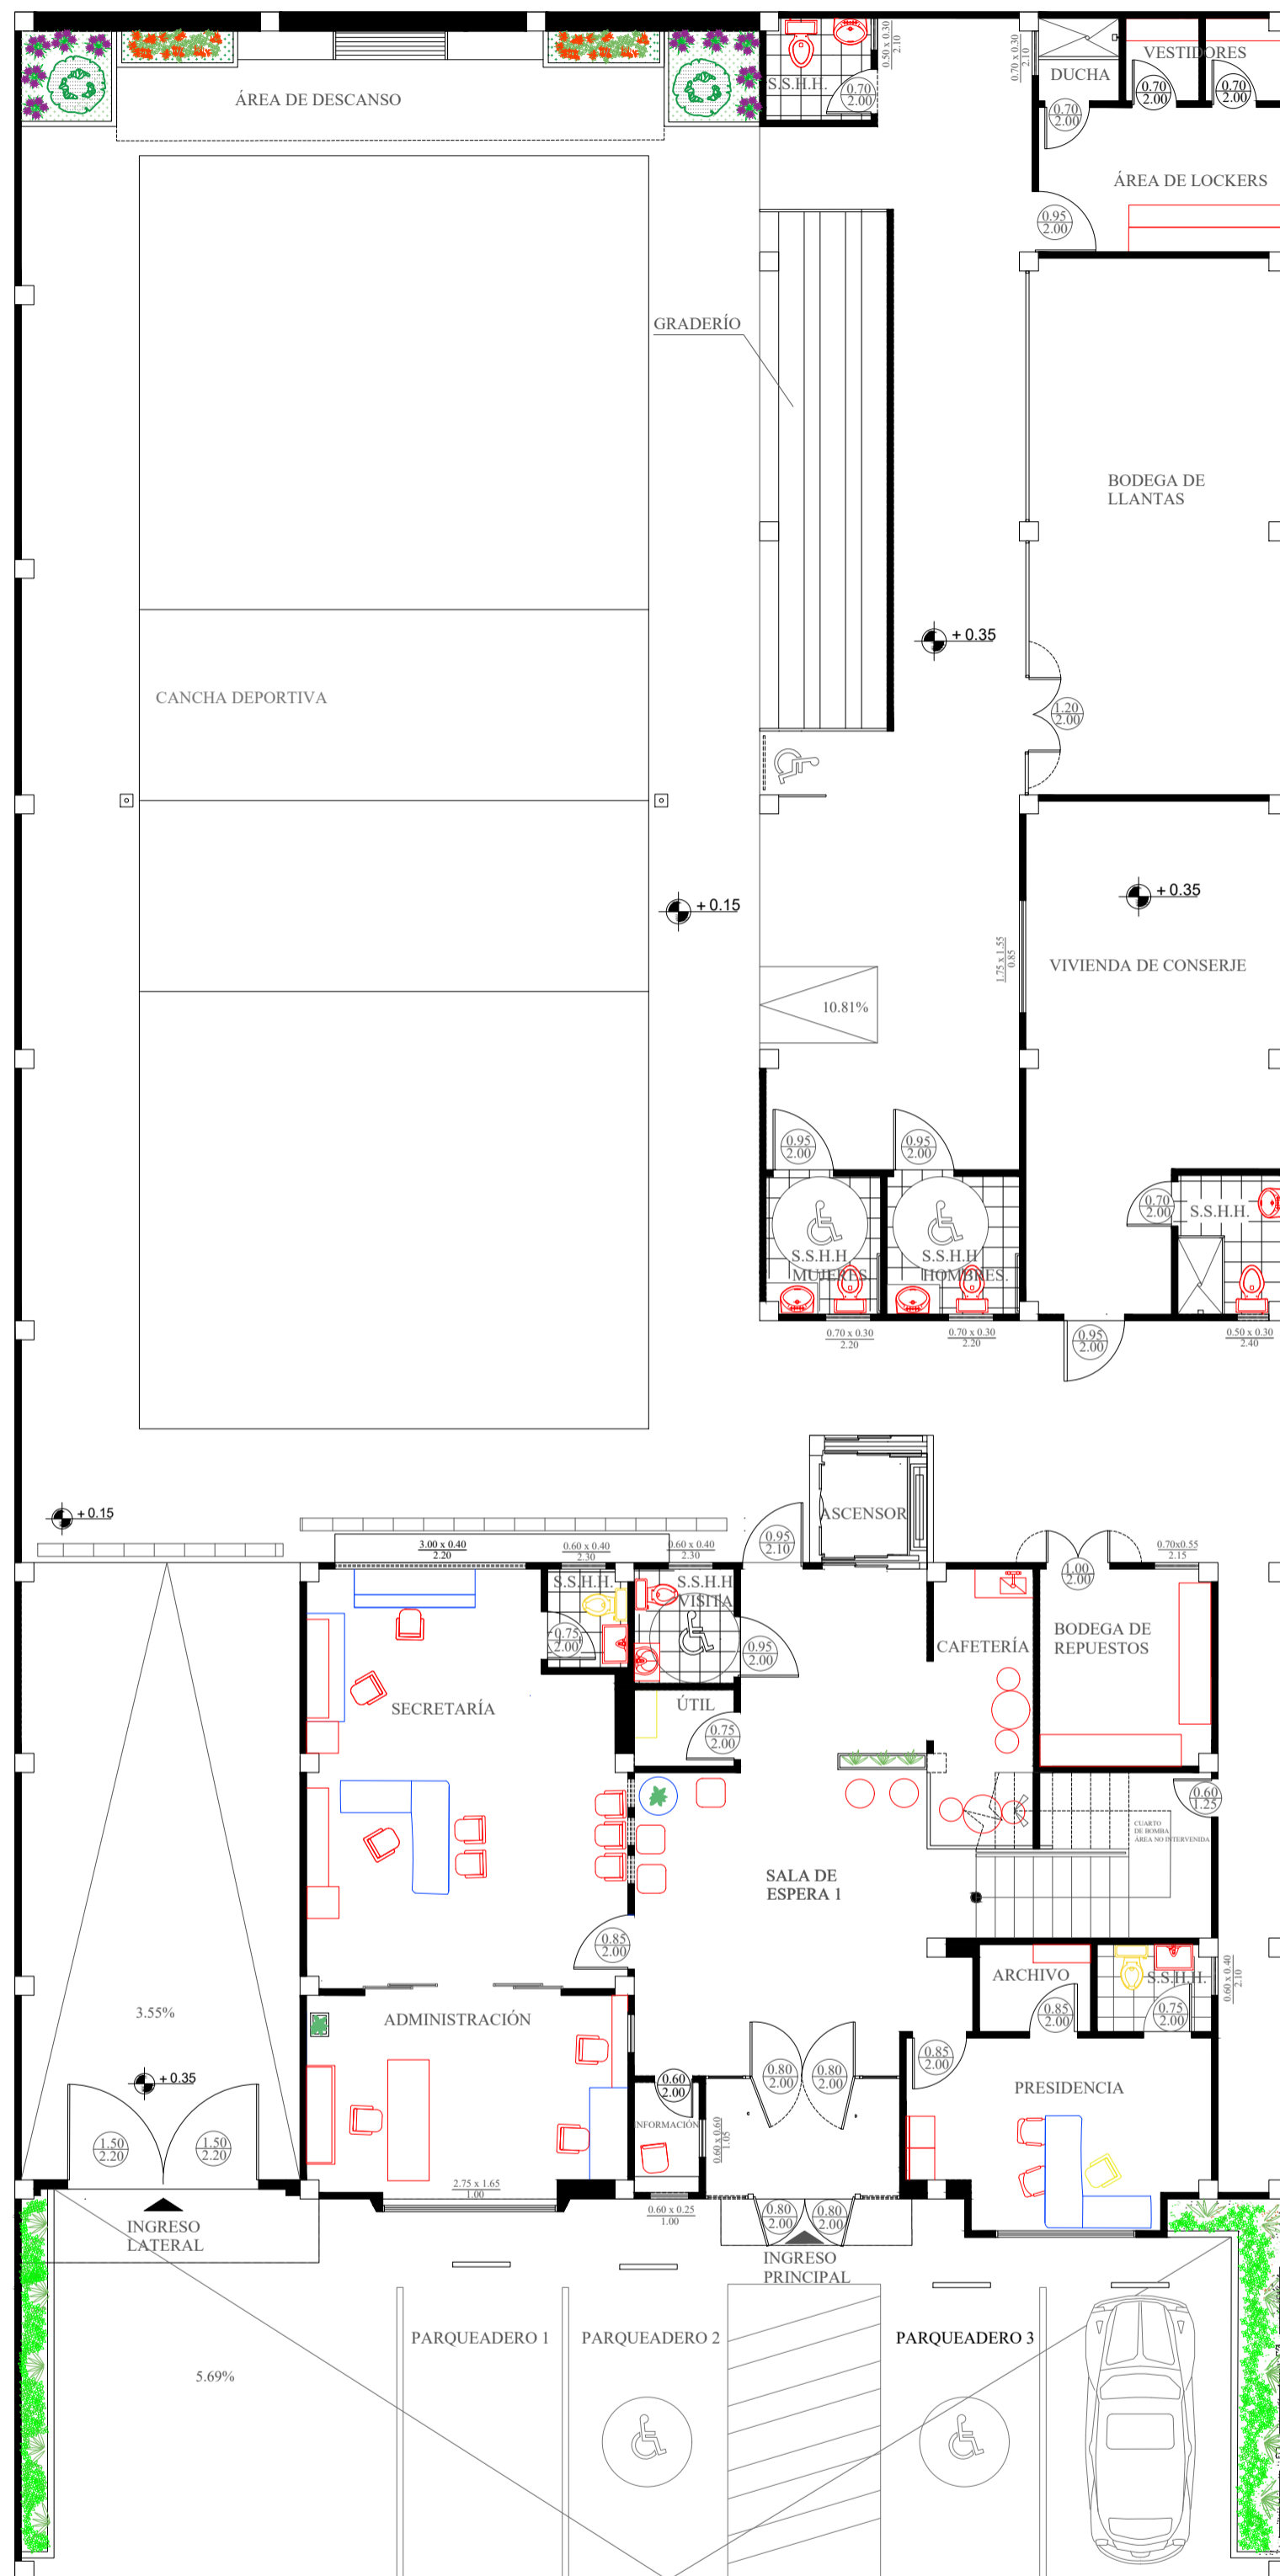 ÁREA DE DESCANSO
S.S.H.H.
0.70
2.00
0.50 x 0.30
2.10
0.70 x 0.30
2.10
DUCHA
VESTIDORES
0.70
2.00
0.70
2.00
0.70
2.00
ÁREA DE LOCKERS
0.95
2.00
GRADERÍO
BODEGA DE
LLANTAS
+ 0.35
CANCHA DEPORTIVA
1.20
2.00
+ 0.15
+ 0.35
1.75 x 1.55
0.85
VIVIENDA DE CONSERJE
10.81%
0.95
2.00
0.95
2.00
0.70
2.00
S.S.H.H.
S.S.H.H
MUJERES.
S.S.H.H
HOMBRES.
0.70 x 0.30
2.20
0.70 x 0.30
2.20
0.95
2.00
0.50 x 0.30
2.40
+ 0.15
ASCENSOR
3.00 x 0.40
2.20
0.60 x 0.40
2.30
0.60 x 0.40
2.30
0.95
2.10
1.00
2.00
0.70x0.55
2.15
S.S.H.H.
S.S.H.H
VISITA
0.75
2.00
0.95
2.00
CAFETERÍA
BODEGA DE
REPUESTOS
SECRETARÍA
ÚTIL
0.75
2.00
0.60
1.25
CUARTO
DE BOMBA
ÁREA NO INTERVENIDA
SALA DE
ESPERA 1
0.85
2.00
ARCHIVO
S.S.H.H.
0.60 x 0.40
2.10
3.55%
ADMINISTRACIÓN
0.85
2.00
0.75
2.00
0.85
2.00
+ 0.35
0.60
2.00
0.80
2.00
0.80
2.00
PRESIDENCIA
1.50
2.20
1.50
2.20
NFORMACIÓN
0.60 x 0.60
1.05
2.75 x 1.65
1.00
0.60 x 0.25
1.00
0.80
2.00
0.80
2.00
INGRESO
LATERAL
INGRESO
PRINCIPAL
PARQUEADERO 1
PARQUEADERO 2
PARQUEADERO 3
5.69%